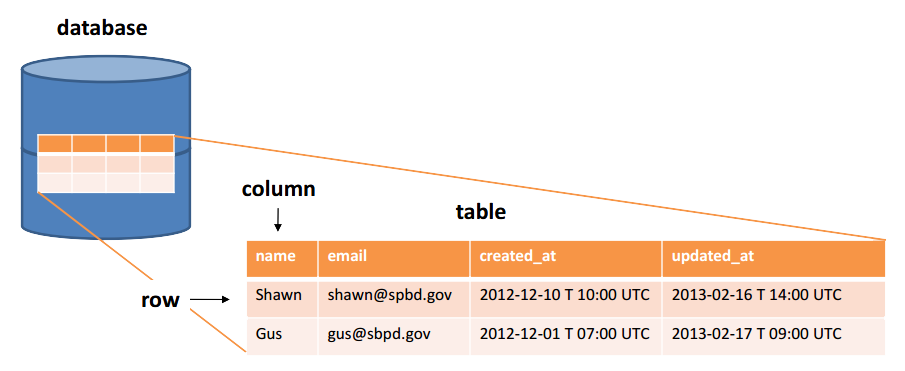 database
column
table
name email created_at updated_at
row
Shawn shawn@spbd.gov 2012-12-10 T 10:00 UTC 2013-02-16 T 14:00 UTC
Gus gus@sbpd.gov 2012-12-01 T 07:00 UTC 2013-02-17 T 09:00 UTC